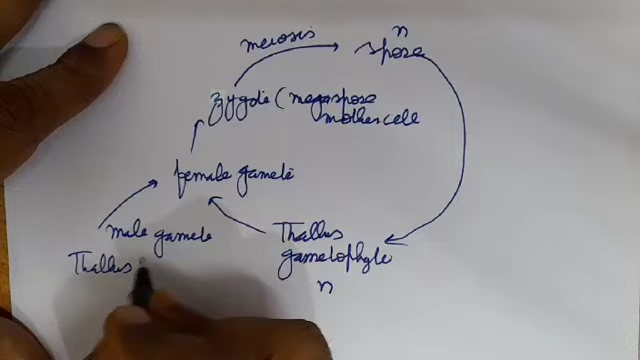 meiosis
n
spore
zygote (megaspore
mothercell
female gamete
male gamete
Thallus
Thallus
gametophyte
n